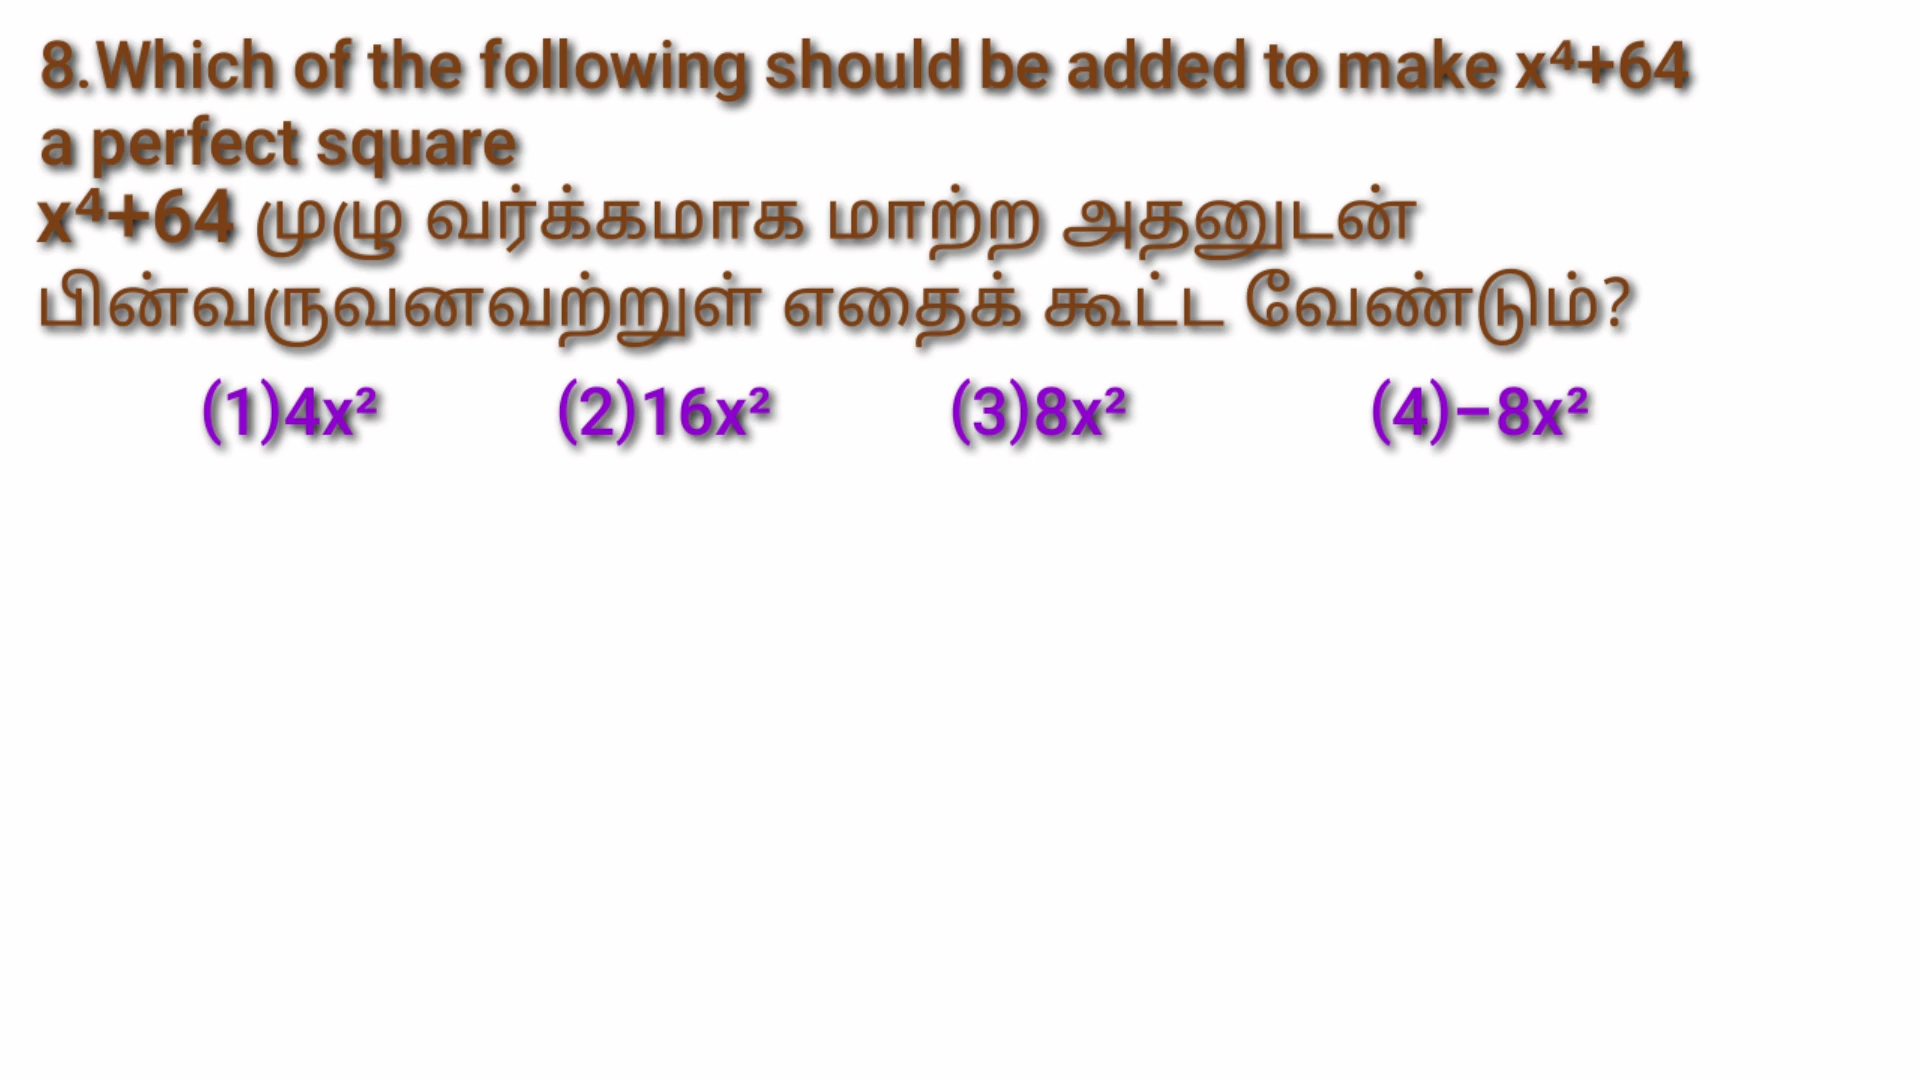 8.Which of the following should be added to make x⁴+64
a perfect square
x⁴+64 முழு வர்க்கமாக மாற்ற அதனுடன்
பின்வருவனவற்றுள் எதைக் கூட்ட வேண்டும்?
(1)4x² (2)16x² (3)8x² (4)−8x²